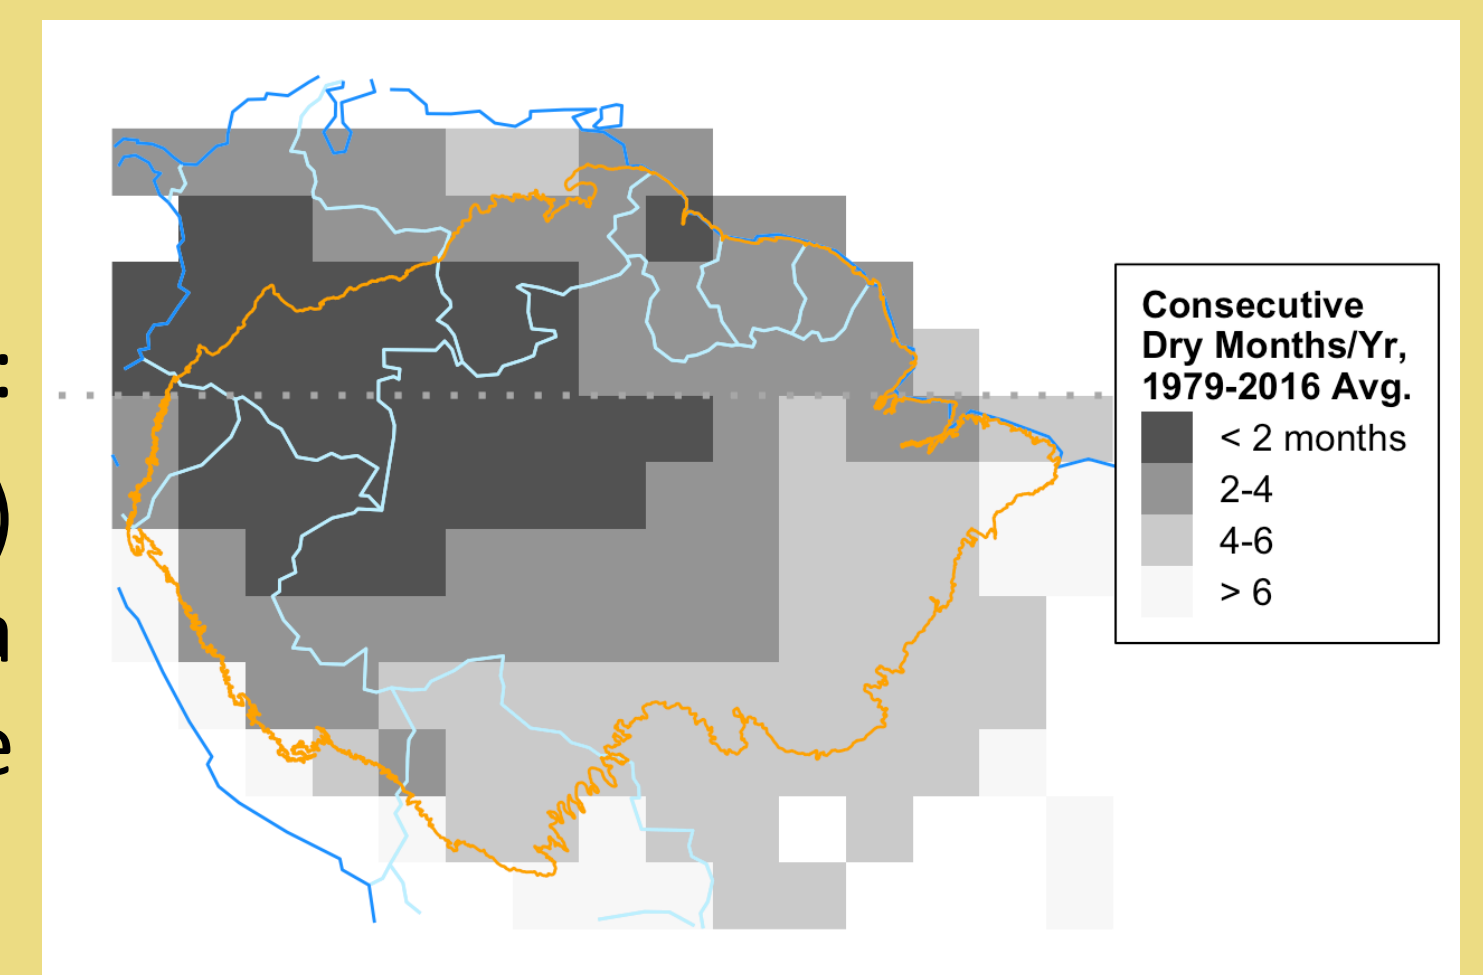 :
)
a
e
Consecutive
Dry Months/Yr,
1979-2016 Avg.
< 2 months
2-4
4-6
> 6